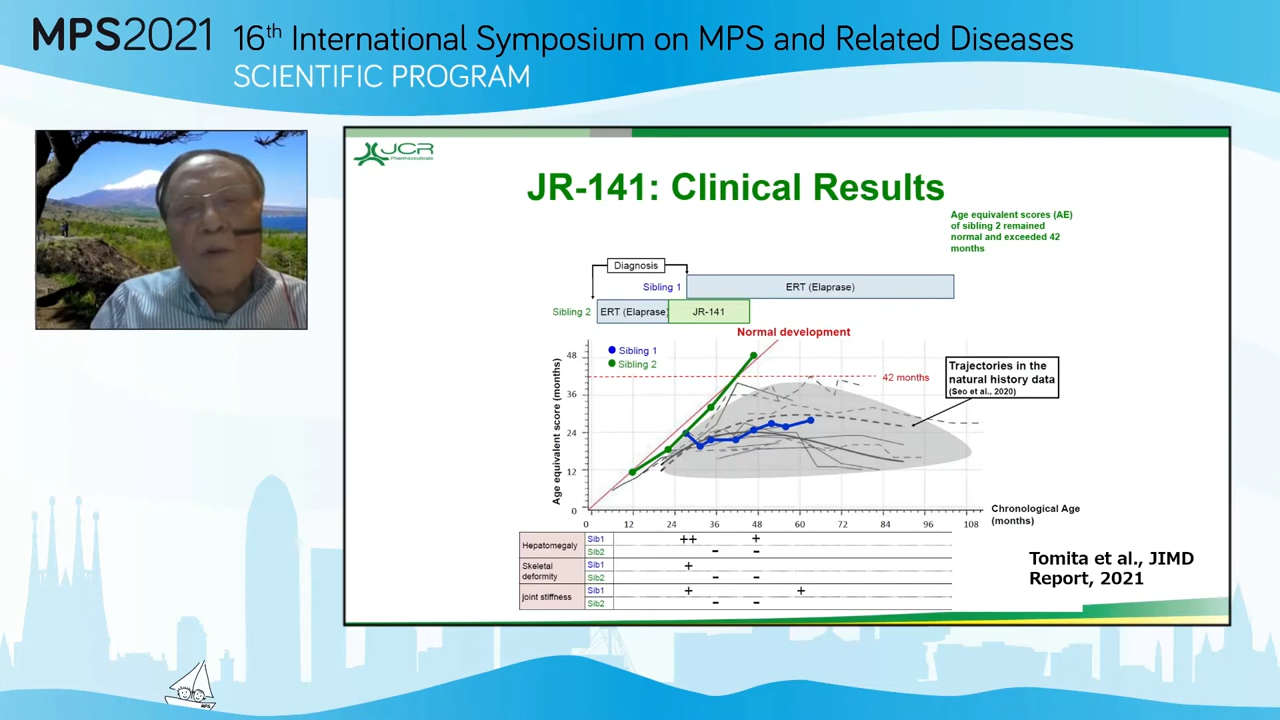 MPS2021 16th International Symposium on MPS and Related Diseases
SCIENTIFIC PROGRAM
JCR
Pharmaceuticals
JR-141: Clinical Results
Age equivalent scores (AE)
of sibling 2 remained
normal and exceeded 42
months
Diagnosis
Sibling 1
ERT (Elaprase)
Sibling 2
ERT (Elaprase)
JR-141
Normal development
Sibling 1
Sibling 2
42 months
Trajectories in the
natural history data
(Seo et al., 2020)
Age equivalent score (months)
48
36
24
12
0
0 12 24 36 48 60 72 84 96 108
Chronological Age
(months)
Hepatomegaly
Sib1 ++ +
Sib2 - -
Skeletal
deformity
Sib1 +
Sib2 - -
joint stiffness
Sib1 + +
Sib2 - -
Tomita et al., JIMD
Report, 2021
MPS